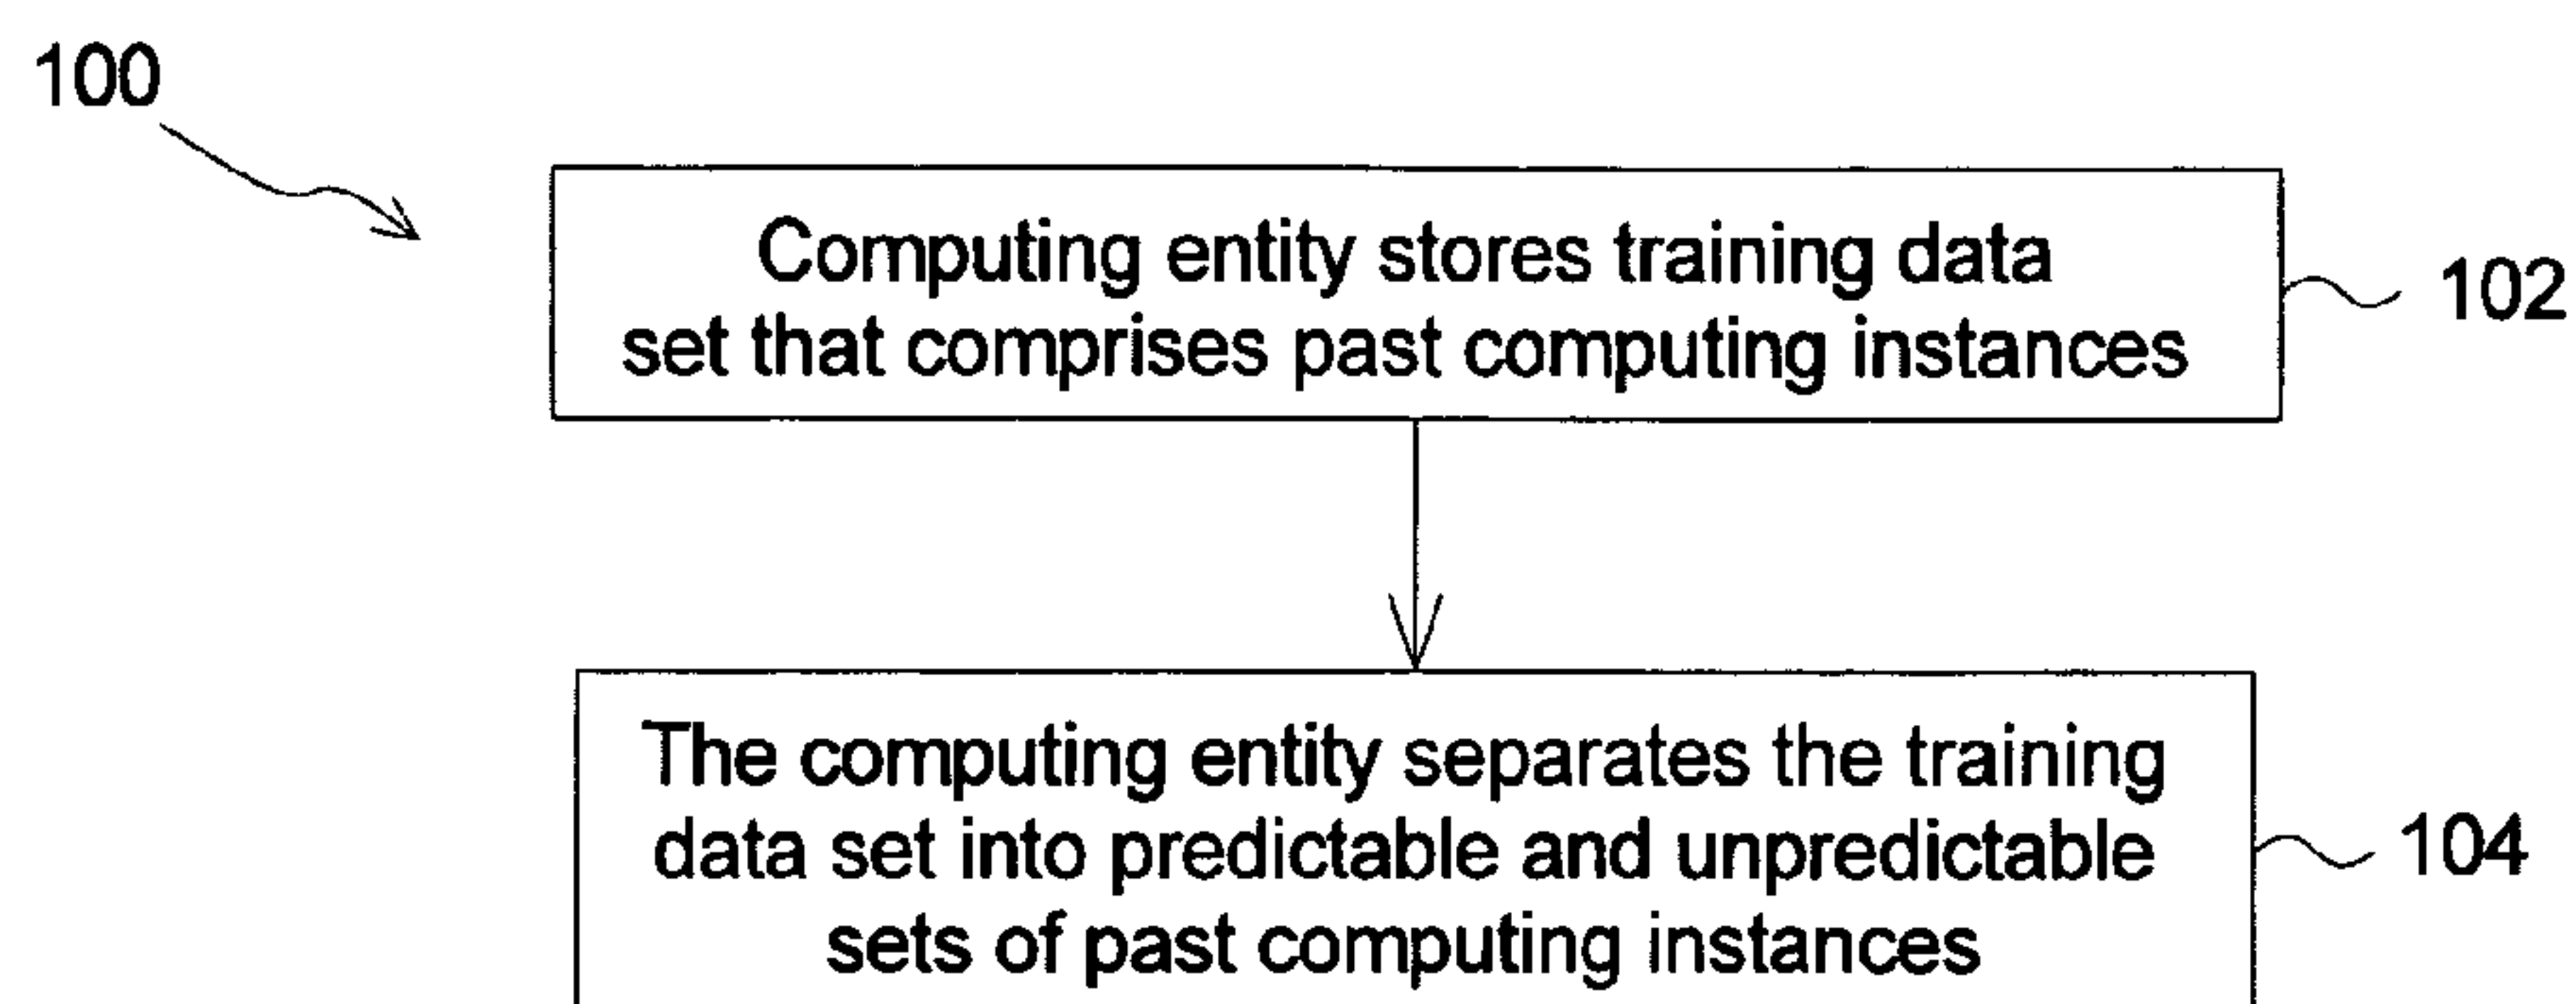 100
Computing entity stores training data
set that comprises past computing instances
102
The computing entity separates the training
data set into predictable and unpredictable
sets of past computing instances
104